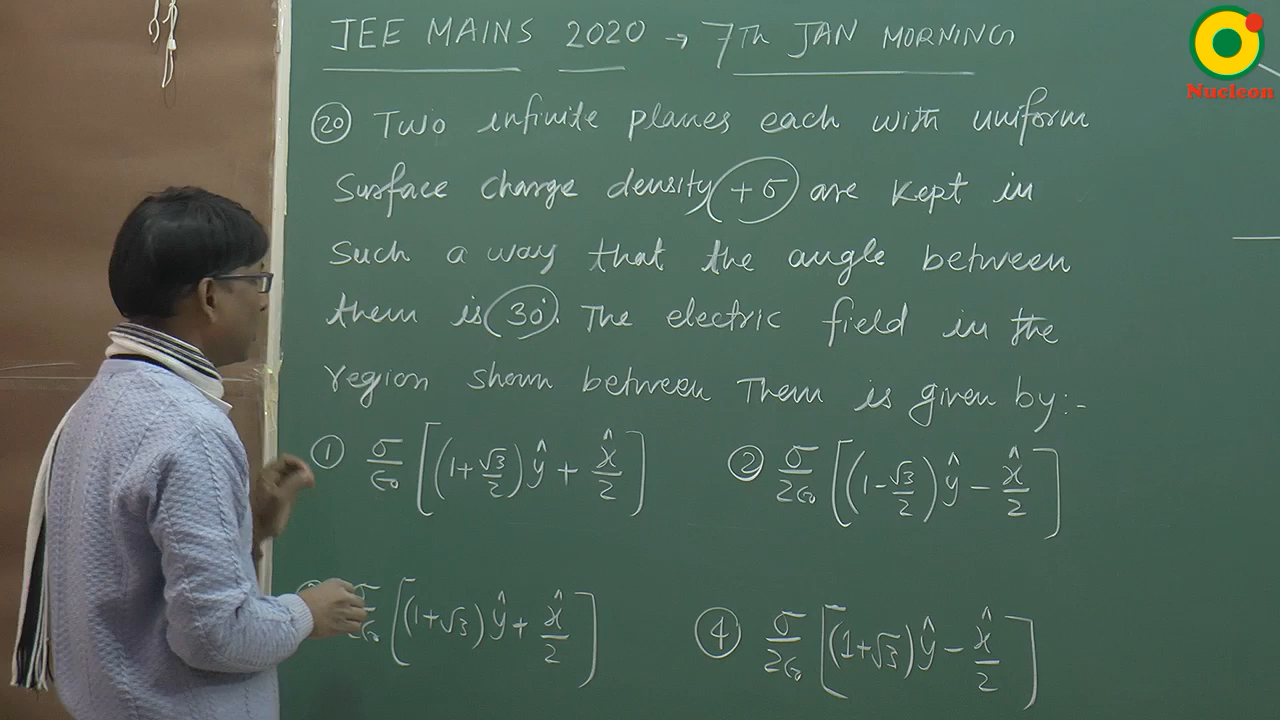 JEE MAINS 2020 → 7Th JAN MORNING
Nucleon
(20) Two infinite planes each with uniform
Surface charge density +σ are kept in
Such a way that the angle between
them is 30°. The electric field in the
region shown between Them is given by:-
① σ/ε₀ [(1+√3/2)ŷ + x̂/2]
② σ/2ε₀ [(1-√3/2)ŷ - x̂/2]
[(1+√3)ŷ + x̂/2]
④ σ/2ε₀ [(1+√3)ŷ - x̂/2]